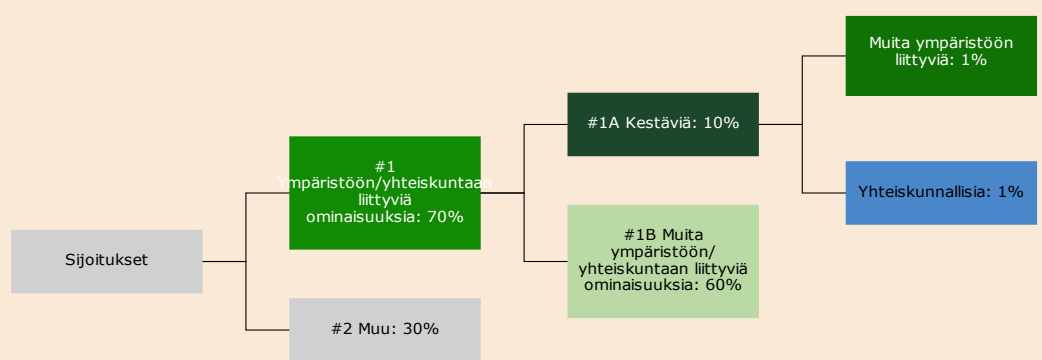 Sijoitukset
#1
Ympäristöön/yhteiskuntaan
liittyviä
ominaisuuksia: 70%
#2 Muu: 30%
#1A Kestäviä: 10%
#1B Muita
ympäristöön/
yhteiskuntaan liittyviä
ominaisuuksia: 60%
Muita ympäristöön
liittyviä: 1%
Yhteiskunnallisia: 1%